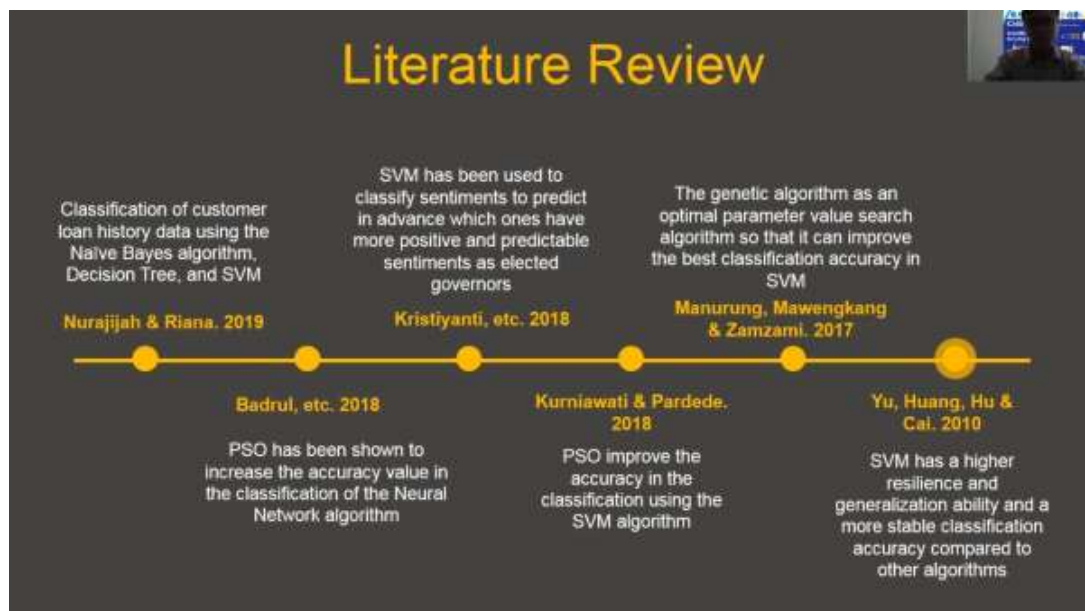 Literature Review
Classification of customer
loan history data using the
Naïve Bayes algorithm,
Decision Tree, and SVM
Nurajijah & Riana. 2019
SVM has been used to
classify sentiments to predict
in advance which ones have
more positive and predictable
sentiments as elected
governors
Kristiyanti, etc. 2018
The genetic algorithm as an
optimal parameter value search
algorithm so that it can improve
the best classification accuracy in
SVM
Manurung, Mawengkang
& Zamzami. 2017
Badrul, etc. 2018
PSO has been shown to
increase the accuracy value in
the classification of the Neural
Network algorithm
Kurniawati & Pardede.
2018
PSO improve the
accuracy in the
classification using the
SVM algorithm
Yu, Huang, Hu &
Cai. 2010
SVM has a higher
resilience and
generalization ability and a
more stable classification
accuracy compared to
other algorithms